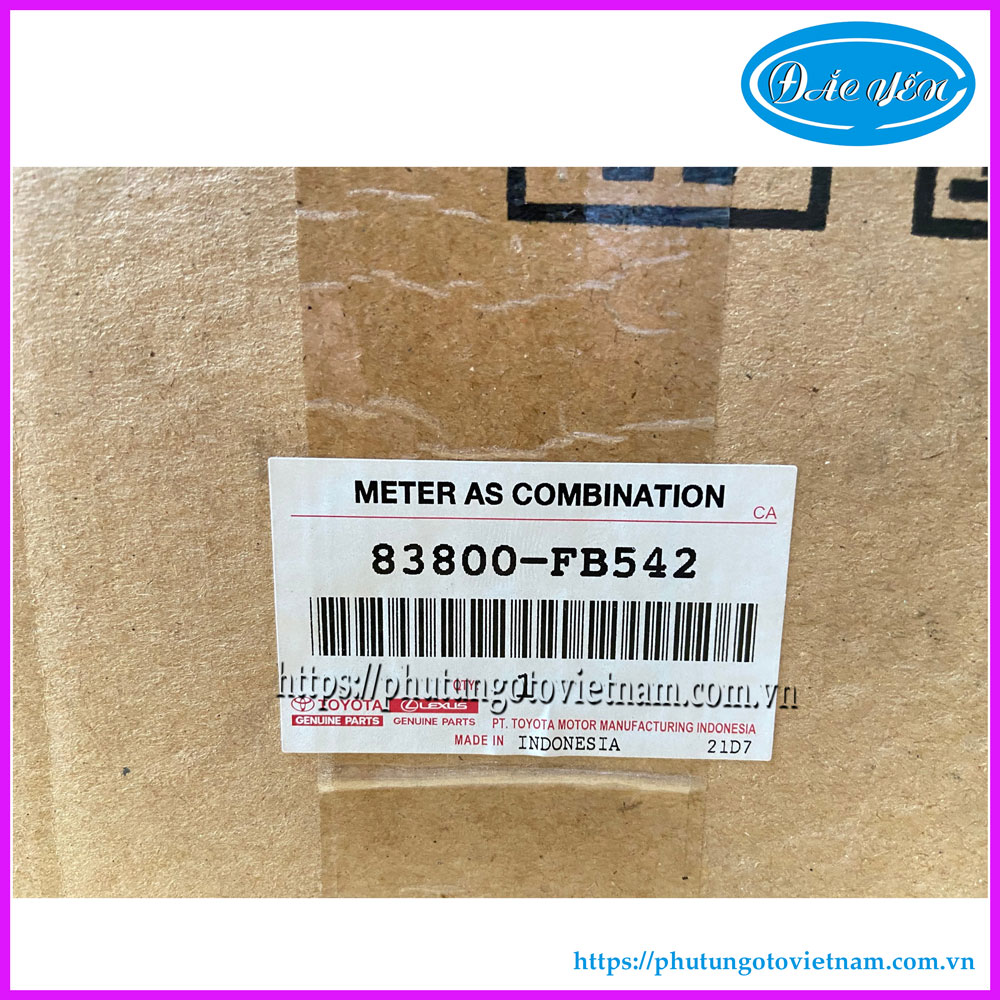 ĐẮC YẾN
METER AS COMBINATION
CA
83800-FB542
https://phutungotovietnam.com.vn
QTY 1
TOYOTA LEXUS
GENUINE PARTS GENUINE PARTS PT. TOYOTA MOTOR MANUFACTURING INDONESIA
MADE IN INDONESIA 21D7
https://phutungotovietnam.com.vn